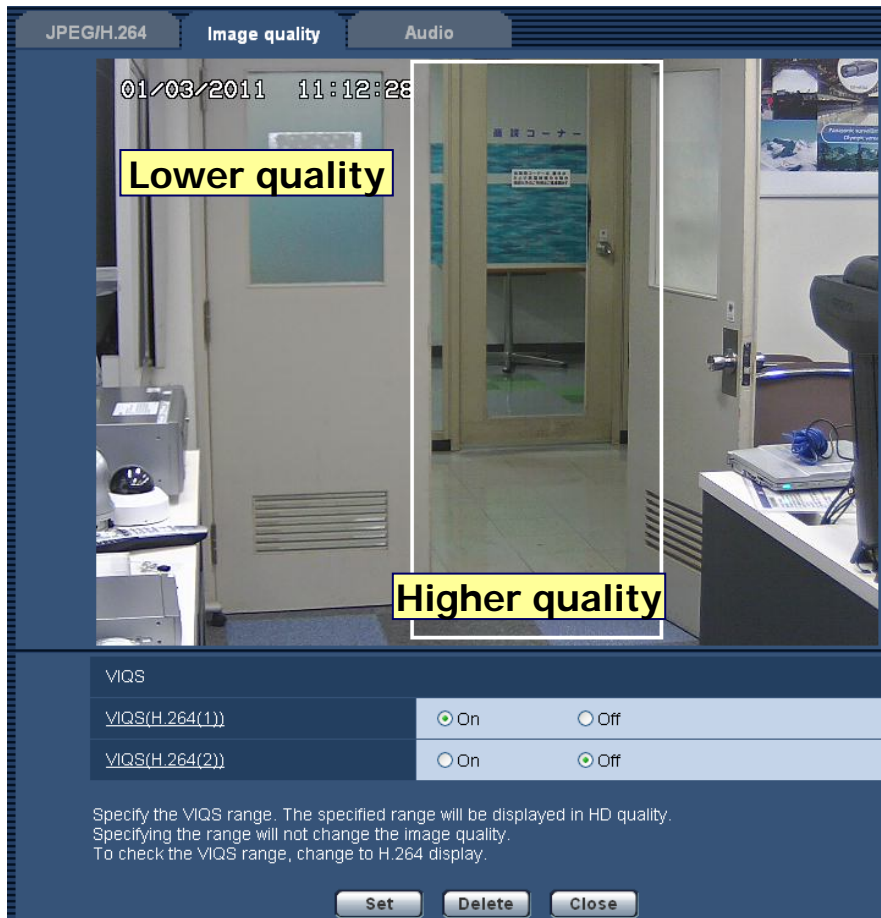 JPEG/H.264 Image quality Audio
01/03/2011 11:12:28
Lower quality
Higher quality
VIQS
VIQS(H.264(1)) On Off
VIQS(H.264(2)) On Off
Specify the VIQS range. The specified range will be displayed in HD quality.
Specifying the range will not change the image quality.
To check the VIQS range, change to H.264 display.
Set Delete Close